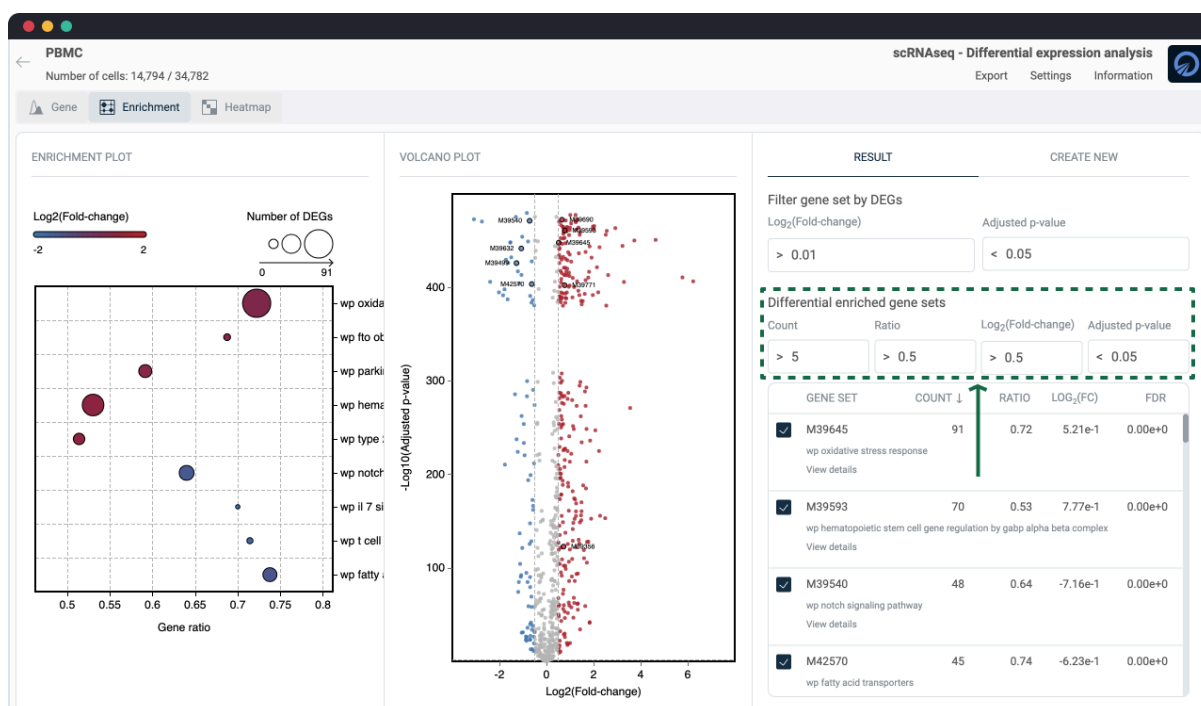 PBMC
Number of cells: 14,794 / 34,782
scRNAseq - Differential expression analysis
Export Settings Information
Gene Enrichment Heatmap
ENRICHMENT PLOT
Log2(Fold-change)
-2 2
Number of DEGs
0 91
wp oxida
wp fto ob
wp parki
wp hema
wp type
wp notch
wp il 7 si
wp t cell
wp fatty
0.5 0.55 0.6 0.65 0.7 0.75 0.8
Gene ratio
VOLCANO PLOT
-Log10(Adjusted p-value)
400
300
200
100
M39540
M39632
M39499
M42570
M39690
M39593
M39645
M39771
-2 0 2 4 6
Log2(Fold-change)
RESULT CREATE NEW
Filter gene set by DEGs
Log2(Fold-change) Adjusted p-value
> 0.01 < 0.05
Differential enriched gene sets
Count Ratio Log2(Fold-change) Adjusted p-value
> 5 > 0.5 > 0.5 < 0.05
GENE SET COUNT ↓ RATIO LOG2(FC) FDR
M39645 91 0.72 5.21e-1 0.00e+0
wp oxidative stress response
View details
M39593 70 0.53 7.77e-1 0.00e+0
wp hematopoietic stem cell gene regulation by gabp alpha beta complex
View details
M39540 48 0.64 -7.16e-1 0.00e+0
wp notch signaling pathway
View details
M42570 45 0.74 -6.23e-1 0.00e+0
wp fatty acid transporters